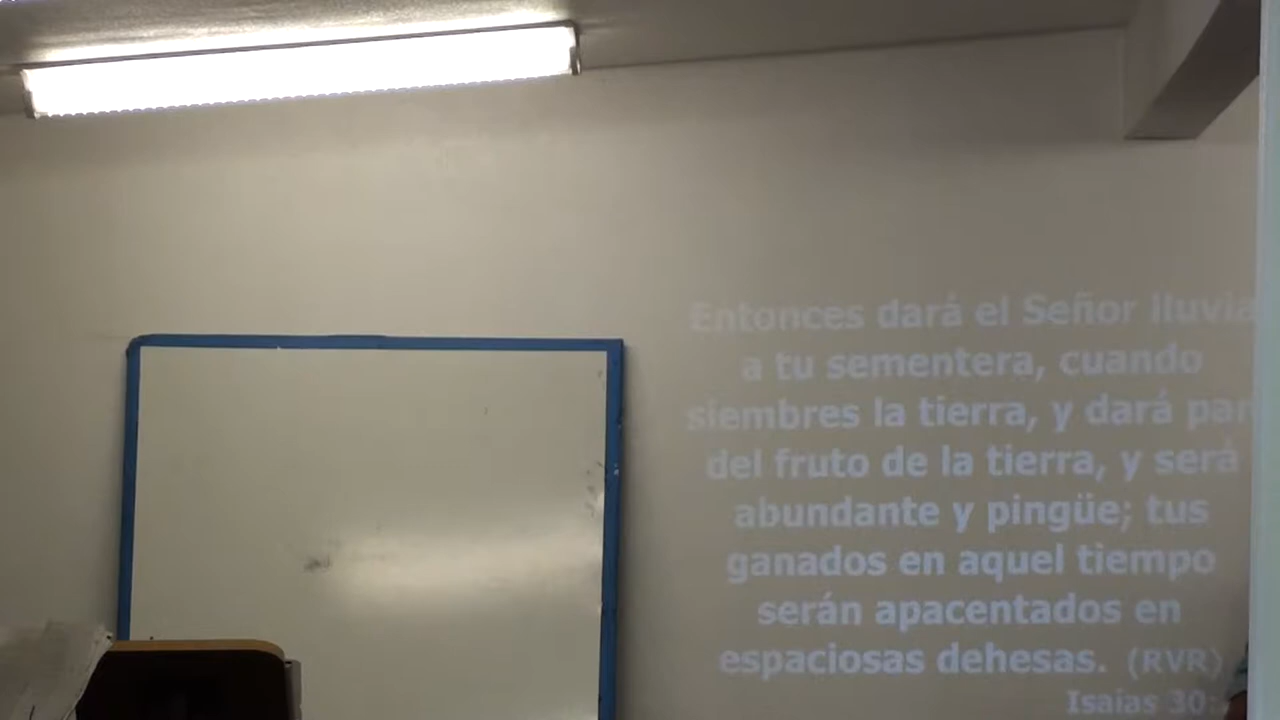 Entonces dará el Señor lluvia
a tu sementera, cuando
siembres la tierra, y dará pan
del fruto de la tierra, y será
abundante y pingüe; tus
ganados en aquel tiempo
serán apacentados en
espaciosas dehesas. (RVR)
Isaías 30: